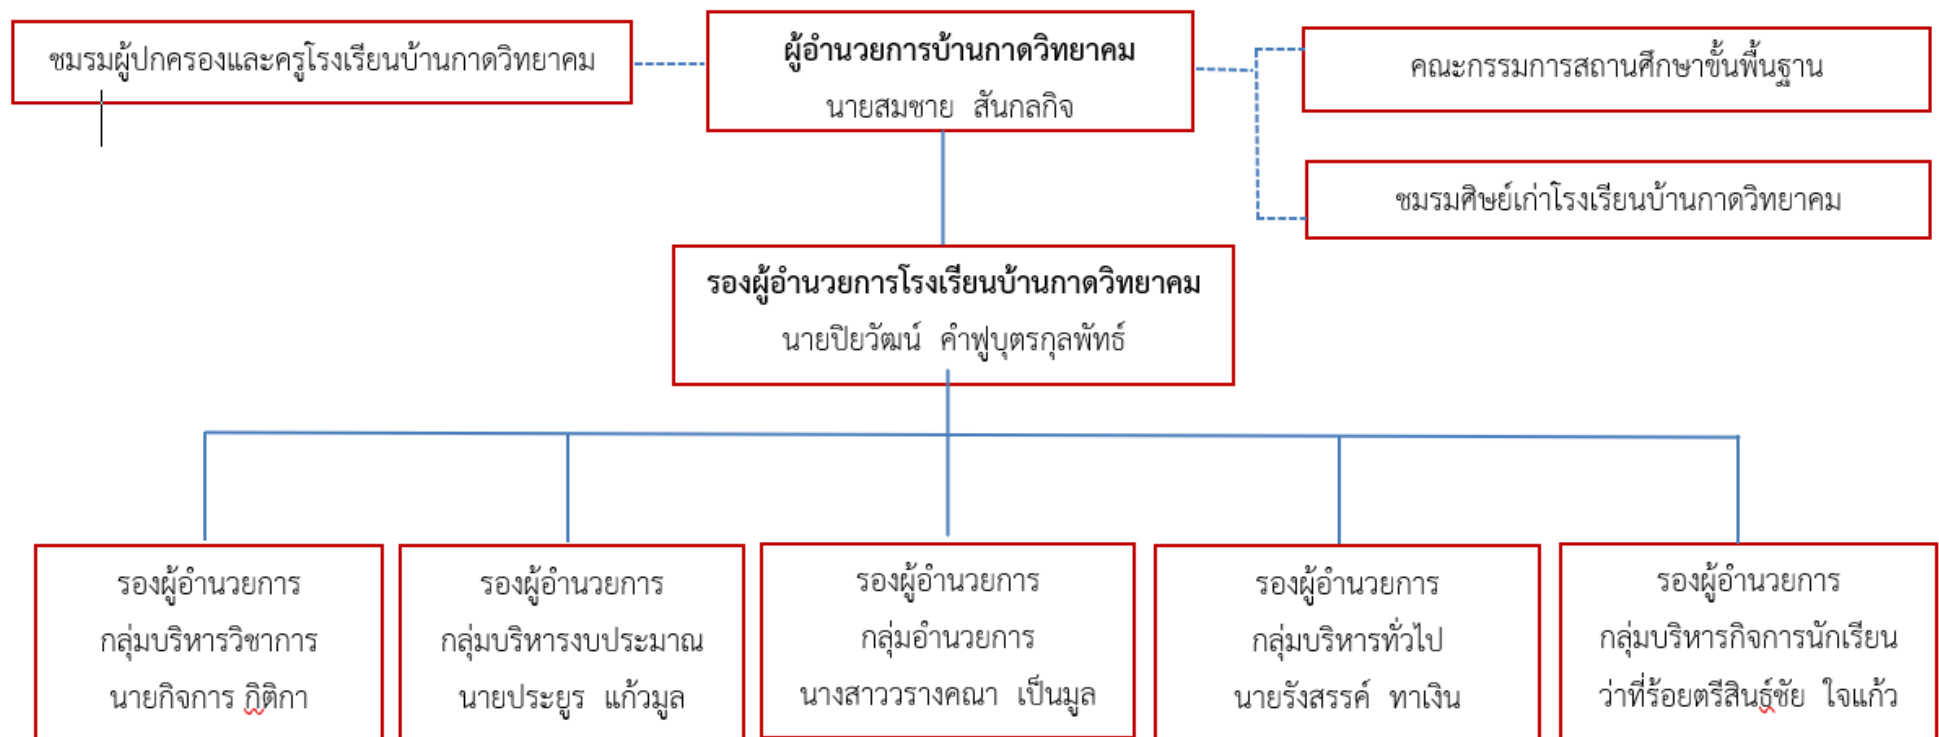 ชมรมผู้ปกครองและครูโรงเรียนบ้านกาดวิทยาคม
ผู้อำนวยการบ้านกาดวิทยาคม
นายสมชาย สันกลกิจ
คณะกรรมการสถานศึกษาขั้นพื้นฐาน
ชมรมศิษย์เก่าโรงเรียนบ้านกาดวิทยาคม
รองผู้อำนวยการโรงเรียนบ้านกาดวิทยาคม
นายปิยวัฒน์ คำฟูบุตรกุลพัทธ์
รองผู้อำนวยการ
กลุ่มบริหารวิชาการ
นายกิจการ กิติกา
รองผู้อำนวยการ
กลุ่มบริหารงบประมาณ
นายประยูร แก้วมูล
รองผู้อำนวยการ
กลุ่มอำนวยการ
นางสาววรางคณา เป็นมูล
รองผู้อำนวยการ
กลุ่มบริหารทั่วไป
นายรังสรรค์ ทาเงิน
รองผู้อำนวยการ
กลุ่มบริหารกิจการนักเรียน
ว่าที่ร้อยตรีสินธุ์ชัย ใจแก้ว